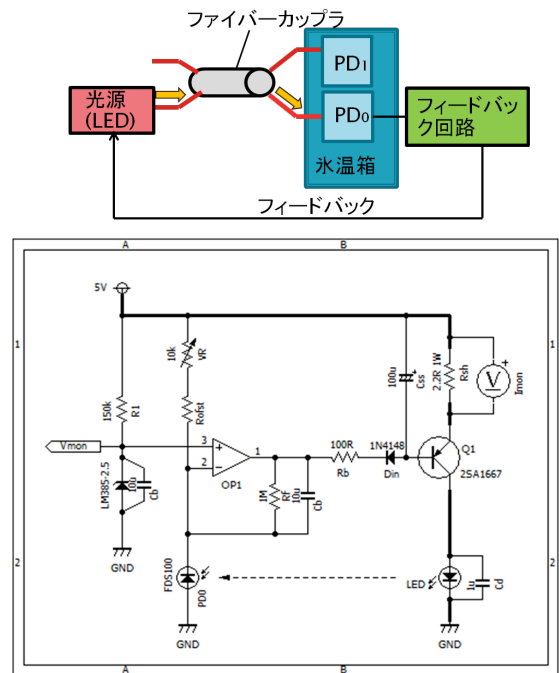 ファイバーカップラ
光源
(LED)
PD1
PD0
氷温箱
フィードバッ
ク回路
フィードバック
A
B
5V
1
1
10k
VR
100u
Css
2.2R 1W
Rsh
V
Imon
150k
R1
Rofst
Vmon
3
2
1
OP1
100R
Rb
1N4148
Din
Q1
2SA1667
LM385-2.5
10u
Cb
1M
Rf
10u
Cb
GND
2
2
FDS100
PD0
LED
1u
Cd
GND
GND
A
B